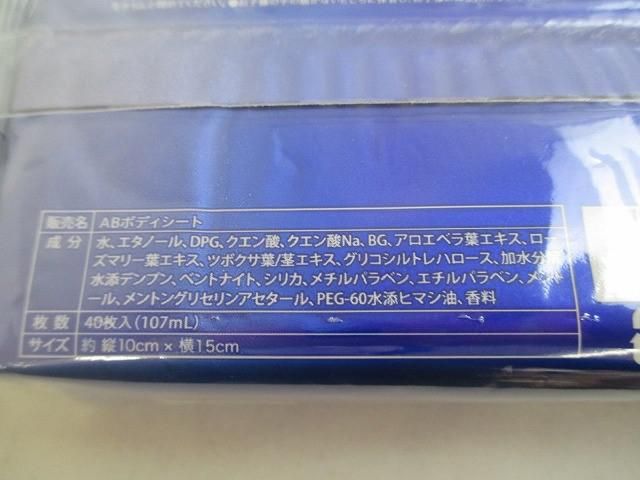 販売名 ABボディシート
成分 水、エタノール、DPG、クエン酸、クエン酸Na、BG、アロエベラ葉エキス、ロー
ズマリー葉エキス、ツボクサ葉/茎エキス、グリコシルトレハロース、加水分解
水添デンプン、ベントナイト、シリカ、メチルパラベン、エチルパラベン、メント
ール、メントングリセリンアセタール、PEG-60水添ヒマシ油、香料
枚数 40枚入(107mL)
サイズ 約 縦10cm × 横15cm